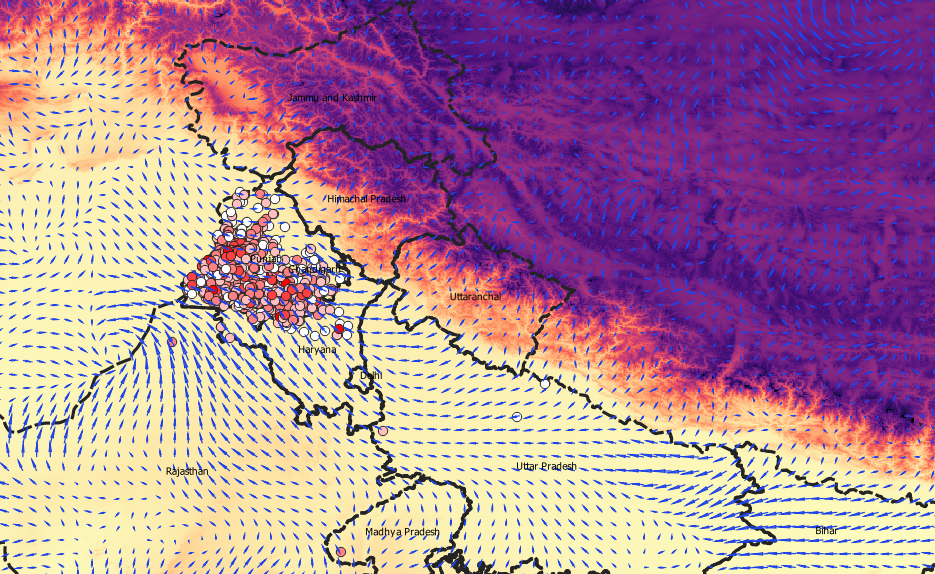 Jammu and Kashmir
Himachal Pradesh
Punjab
Chandigarh
Uttaranchal
Haryana
Delhi
Rajasthan
Uttar Pradesh
Madhya Pradesh
Bihar